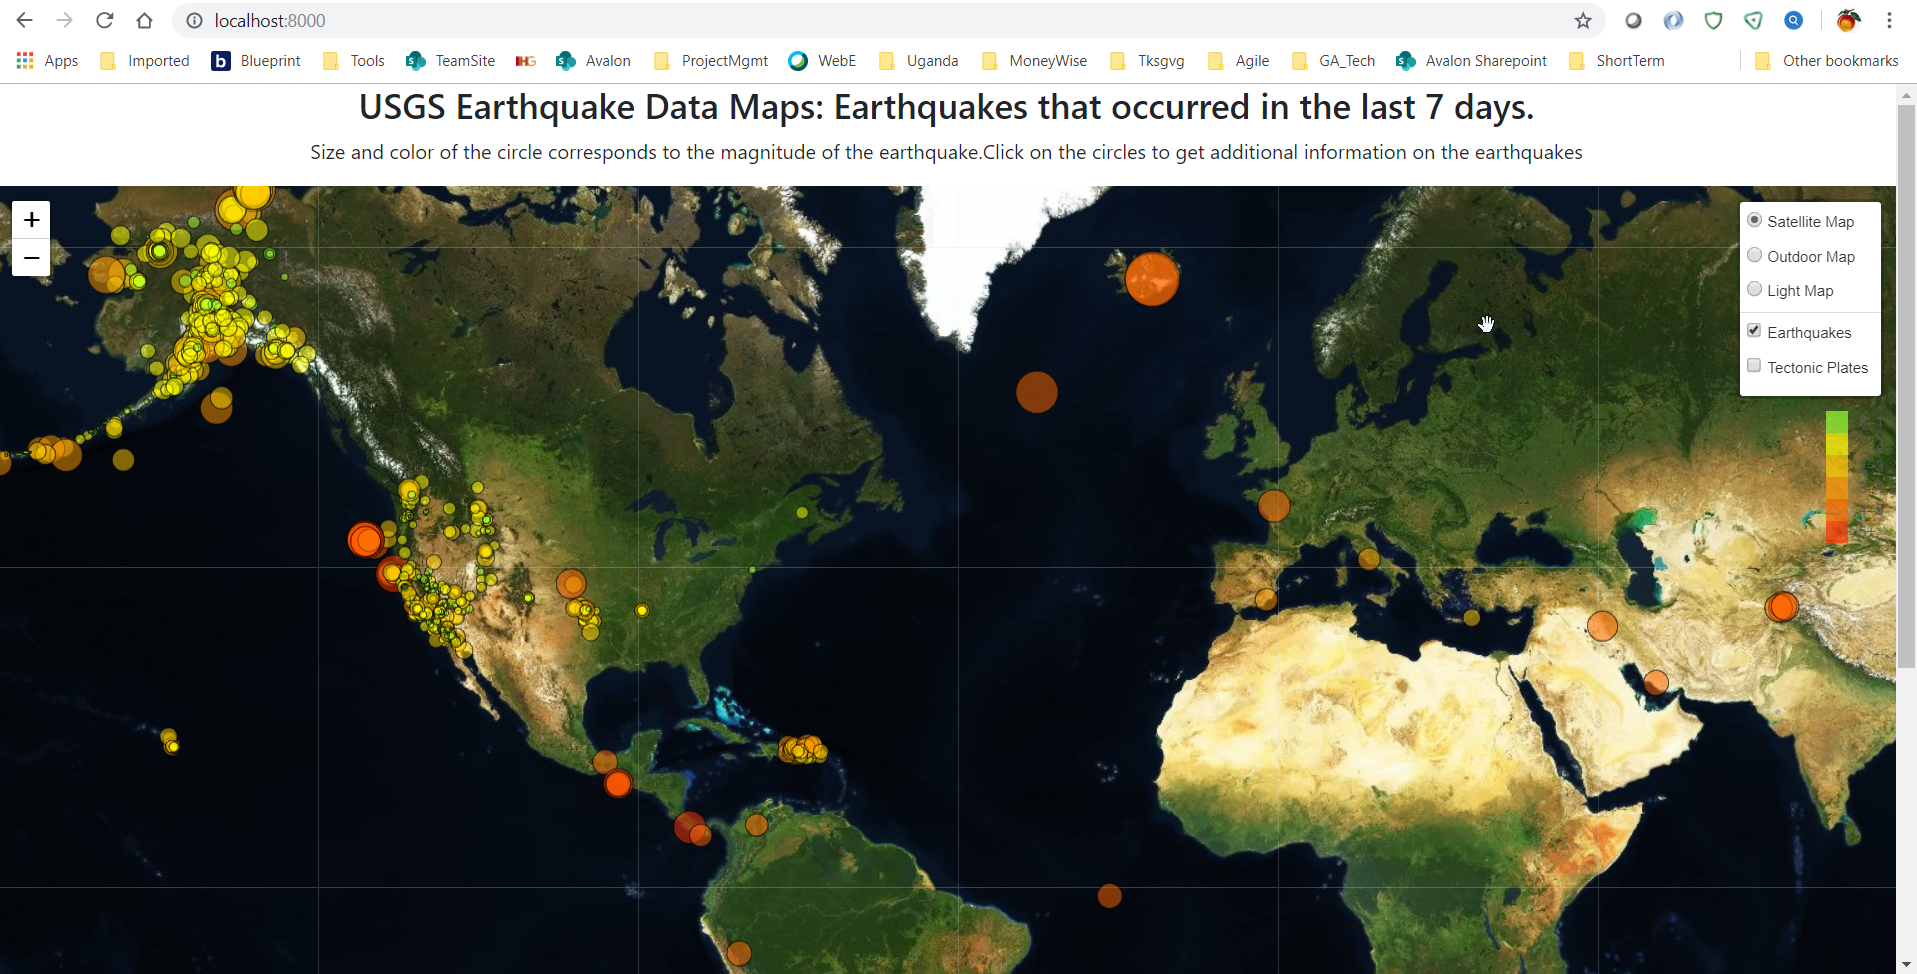 localhost:8000
Apps Imported Blueprint Tools TeamSite Avalon ProjectMgmt WebE Uganda MoneyWise Tksgvg Agile GA_Tech Avalon Sharepoint ShortTerm Other bookmarks
USGS Earthquake Data Maps: Earthquakes that occurred in the last 7 days.
Size and color of the circle corresponds to the magnitude of the earthquake.Click on the circles to get additional information on the earthquakes
+
−
Satellite Map
Outdoor Map
Light Map
Earthquakes
Tectonic Plates